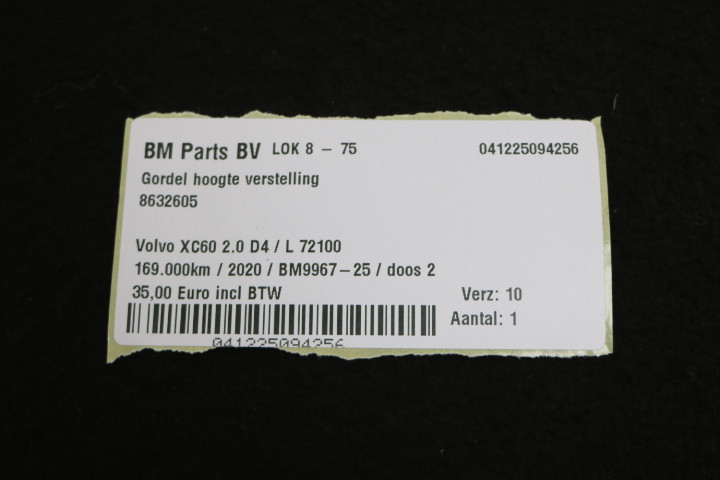 BM Parts BV LOK 8 - 75 041225094256
Gordel hoogte verstelling
8632605
Volvo XC60 2.0 D4 / L 72100
169.000km / 2020 / BM9967-25 / doos 2
35,00 Euro incl BTW Verz: 10
Aantal: 1
041225094256